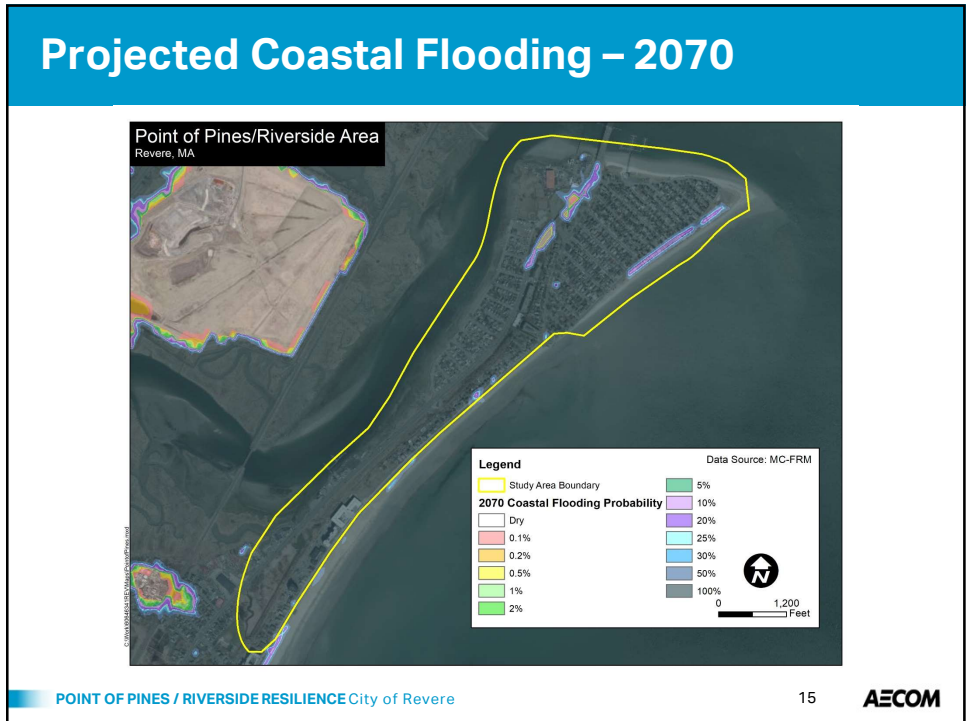 Projected Coastal Flooding – 2070
Point of Pines/Riverside Area
Revere, MA
Legend
Data Source: MC-FRM
Study Area Boundary
2070 Coastal Flooding Probability
Dry
0.1%
0.2%
0.5%
1%
2%
5%
10%
20%
25%
30%
50%
100%
N
0 1,200
Feet
POINT OF PINES / RIVERSIDE RESILIENCE City of Revere
15
AECOM